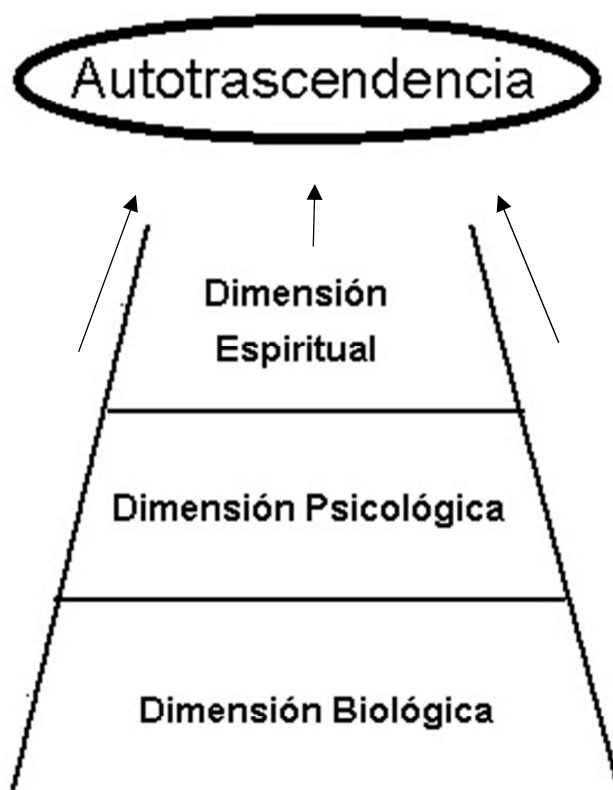 Autotrascendencia
Dimensión
Espiritual
Dimensión Psicológica
Dimensión Biológica